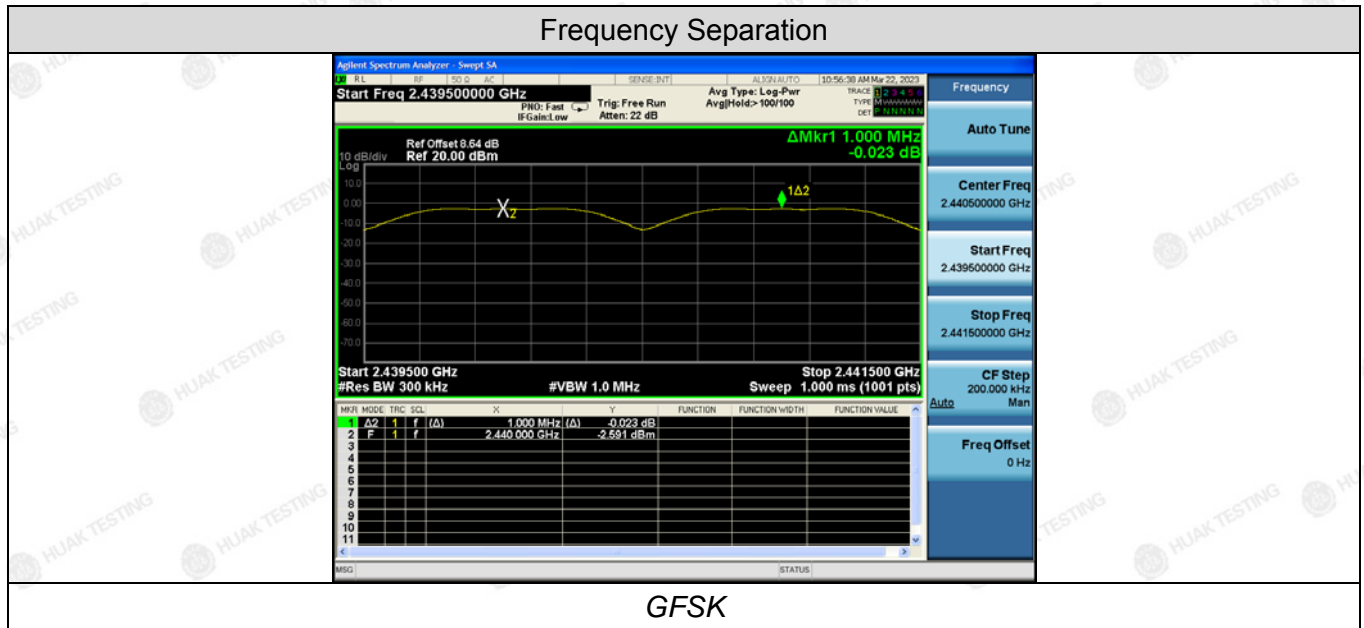 Frequency Separation
Agilent Spectrum Analyzer - Swept SA
RL RF 50 Ω AC SENSE:INT ALIGN AUTO 10:56:38 AM Mar 22, 2023
Start Freq 2.439500000 GHz
PNO: Fast
IFGain:Low
Trig: Free Run
Atten: 22 dB
Avg Type: Log-Pwr
Avg|Hold:> 100/100
TRACE 1 2 3 4 5 6
TYPE M
DET P N N N N N
Frequency
Auto Tune
Center Freq
2.440500000 GHz
Start Freq
2.439500000 GHz
Stop Freq
2.441500000 GHz
CF Step
200.000 kHz
Auto Man
Freq Offset
0 Hz
ΔMkr1 1.000 MHz
-0.023 dB
Ref Offset 8.64 dB
10 dB/div Ref 20.00 dBm
Log
10.0
0.00
-10.0
-20.0
-30.0
-40.0
-50.0
-60.0
-70.0
X2
1Δ2
Start 2.439500 GHz Stop 2.441500 GHz
#Res BW 300 kHz #VBW 1.0 MHz Sweep 1.000 ms (1001 pts)
MKR MODE TRC SCL X Y FUNCTION FUNCTION WIDTH FUNCTION VALUE
1 Δ2 1 f (Δ) 1.000 MHz (Δ) -0.023 dB
2 F 1 f 2.440 000 GHz -2.591 dBm
3
4
5
6
7
8
9
10
11
MSG STATUS
GFSK
HUAK TESTING